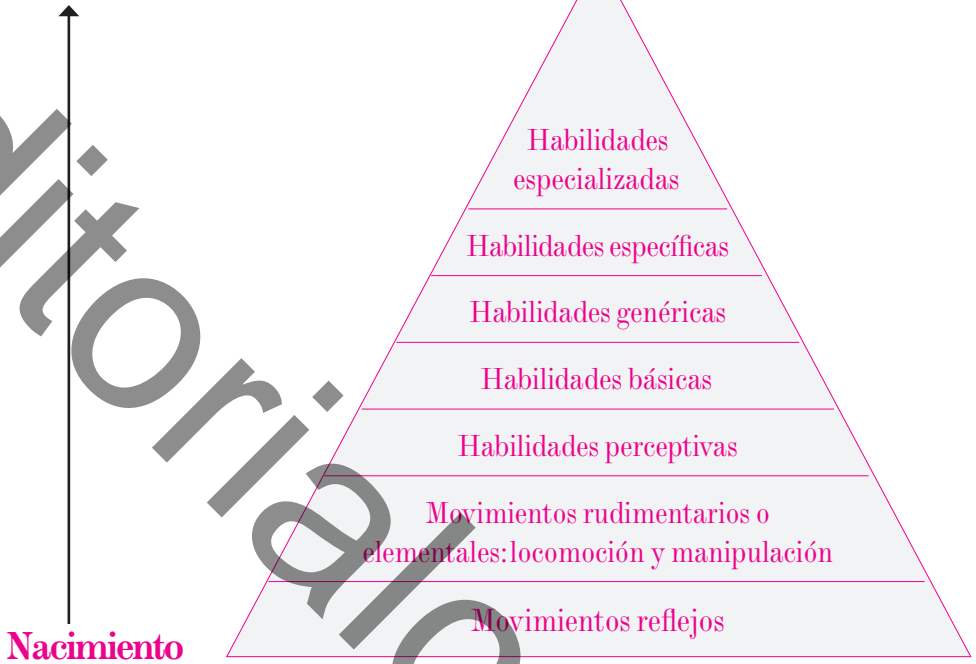 Habilidades
especializadas
Habilidades específicas
Habilidades genéricas
Habilidades básicas
Habilidades perceptivas
Movimientos rudimentarios o
elementales:locomoción y manipulación
Movimientos reflejos
Nacimiento